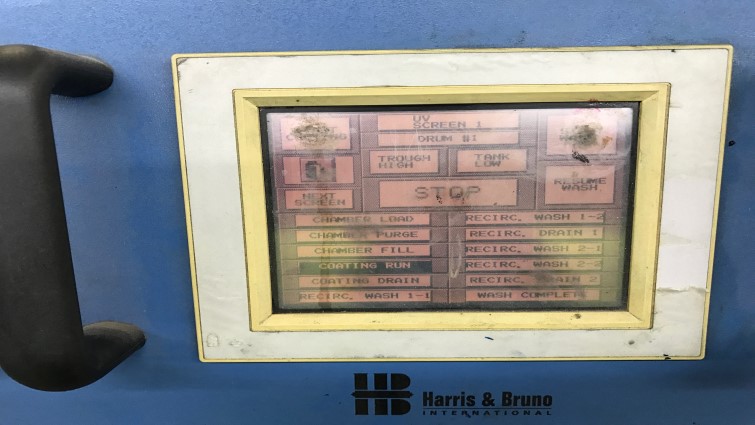 UV
SCREEN 1
DRUM #1
TROUGH
HIGH
TANK
LOW
NEXT
SCREEN
STOP
RESUME
WASH
CHAMBER LOAD
CHAMBER PURGE
CHAMBER FILL
COATING RUN
COATING DRAIN
RECIRC. WASH 1-1
RECIRC. WASH 1-2
RECIRC. DRAIN 1
RECIRC. WASH 2-1
RECIRC. WASH
RECIRC. DRAIN 2
WASH COMPLETE
HB
Harris & Bruno
INTERNATIONAL